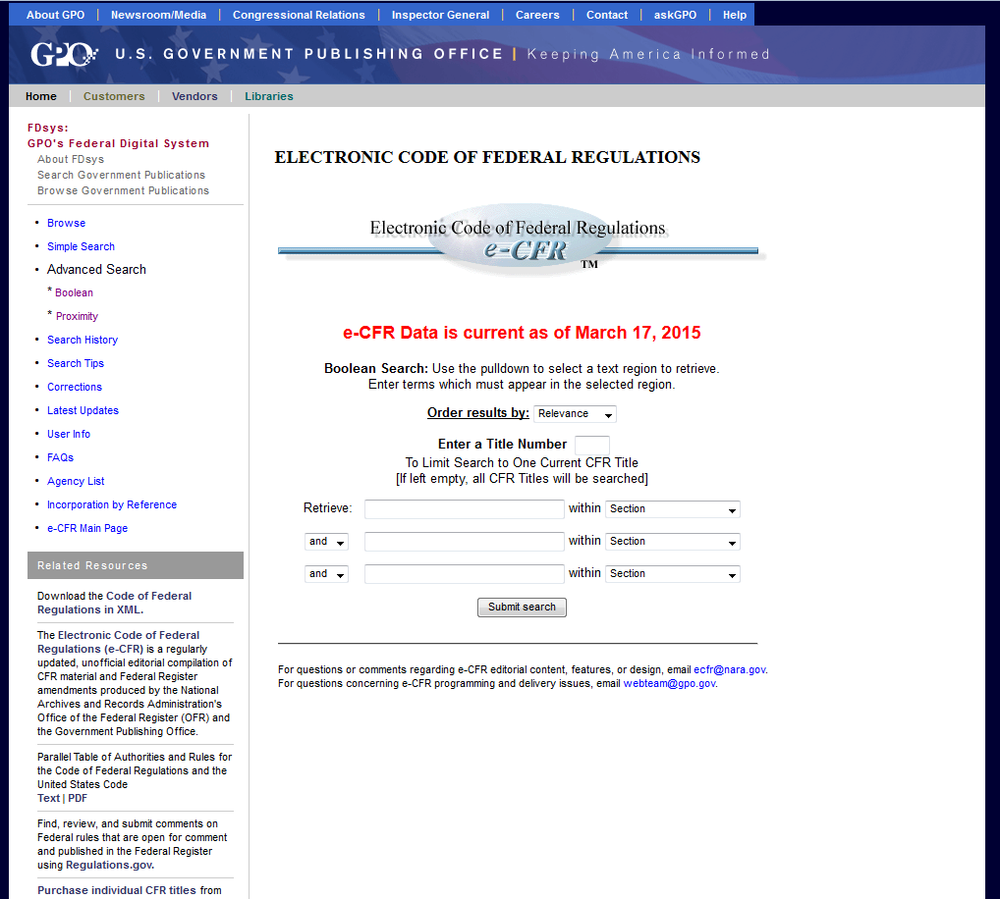 About GPO | Newsroom/Media | Congressional Relations | Inspector General | Careers | Contact | askGPO | Help
GPO U.S. GOVERNMENT PUBLISHING OFFICE | Keeping America Informed
Home | Customers | Vendors | Libraries
FDsys:
GPO's Federal Digital System
About FDsys
Search Government Publications
Browse Government Publications
• Browse
• Simple Search
• Advanced Search
* Boolean
* Proximity
• Search History
• Search Tips
• Corrections
• Latest Updates
• User Info
• FAQs
• Agency List
• Incorporation by Reference
• e-CFR Main Page
Related Resources
Download the Code of Federal
Regulations in XML.
The Electronic Code of Federal
Regulations (e-CFR) is a regularly
updated, unofficial editorial compilation of
CFR material and Federal Register
amendments produced by the National
Archives and Records Administration's
Office of the Federal Register (OFR) and
the Government Publishing Office.
Parallel Table of Authorities and Rules for
the Code of Federal Regulations and the
United States Code
Text | PDF
Find, review, and submit comments on
Federal rules that are open for comment
and published in the Federal Register
using Regulations.gov.
Purchase individual CFR titles from
ELECTRONIC CODE OF FEDERAL REGULATIONS
Electronic Code of Federal Regulations
e-CFR
TM
e-CFR Data is current as of March 17, 2015
Boolean Search: Use the pulldown to select a text region to retrieve.
Enter terms which must appear in the selected region.
Order results by: Relevance
Enter a Title Number
To Limit Search to One Current CFR Title
[If left empty, all CFR Titles will be searched]
Retrieve: within Section
and within Section
and within Section
Submit search
For questions or comments regarding e-CFR editorial content, features, or design, email ecfr@nara.gov.
For questions concerning e-CFR programming and delivery issues, email webteam@gpo.gov.